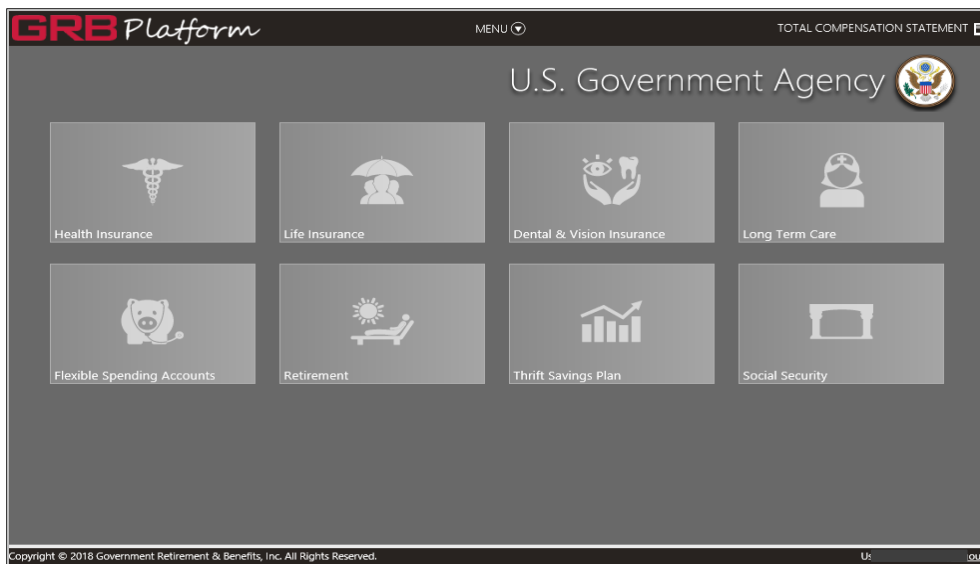 GRB Platform
MENU
TOTAL COMPENSATION STATEMENT
U.S. Government Agency
Health Insurance
Life Insurance
Dental & Vision Insurance
Long Term Care
Flexible Spending Accounts
Retirement
Thrift Savings Plan
Social Security
Copyright © 2018 Government Retirement & Benefits, Inc. All Rights Reserved.